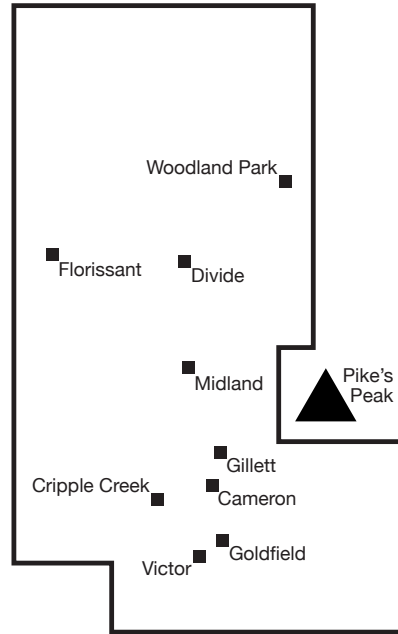 Woodland Park
Florissant
Divide
Midland
Pike's
Peak
Gillett
Cripple Creek
Cameron
Goldfield
Victor